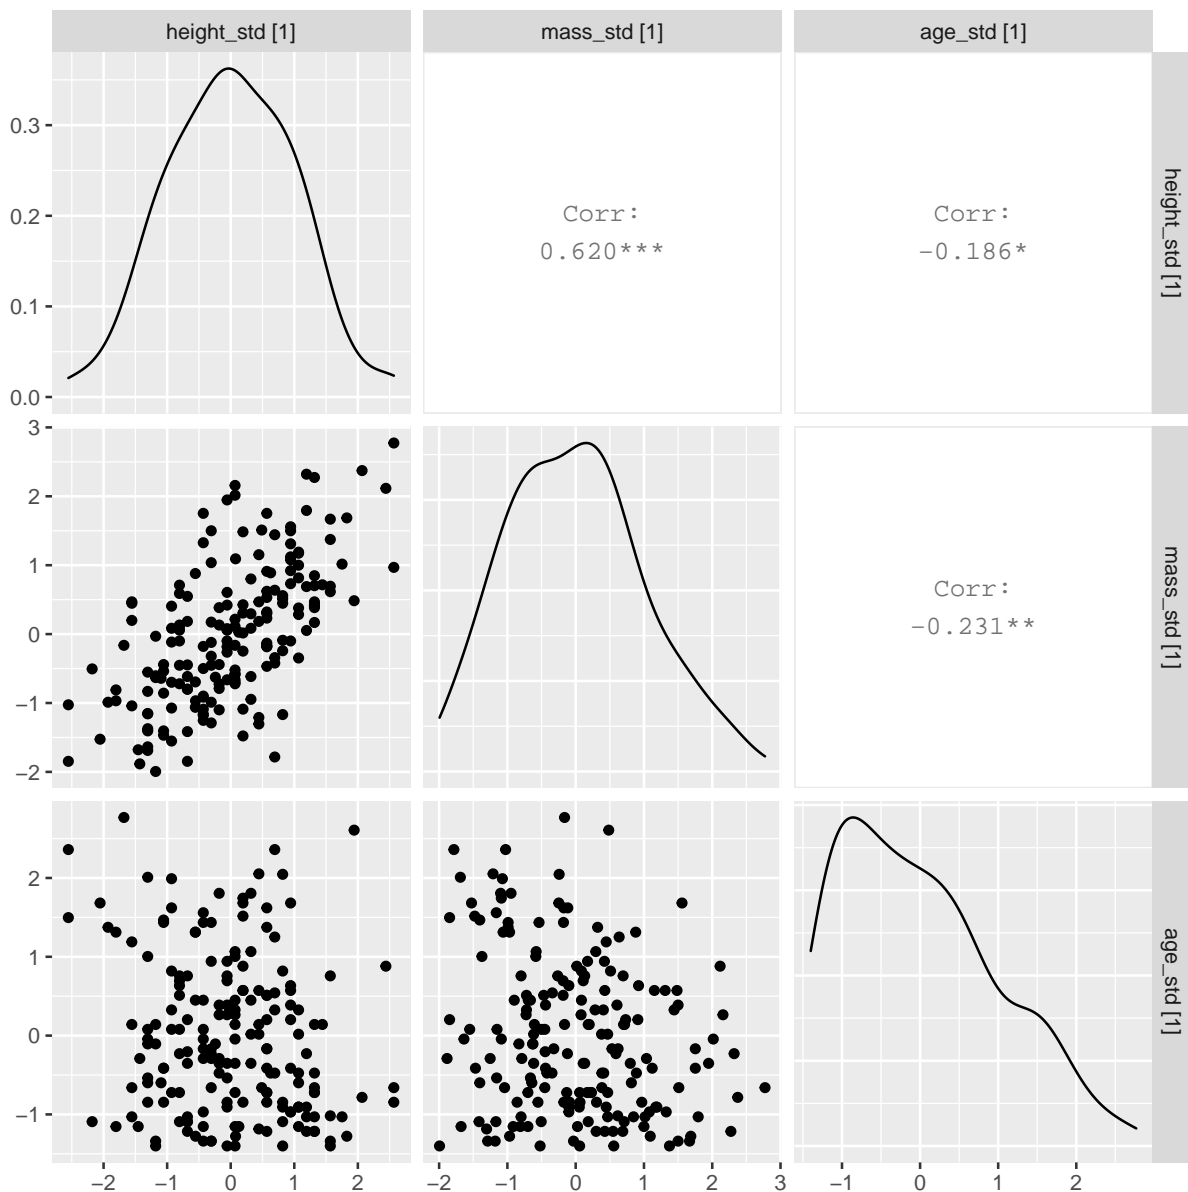 height_std [1]
mass_std [1]
age_std [1]
0.3
0.2
0.1
0.0
Corr:
0.620***
Corr:
−0.186*
height_std [1]
3
2
1
0
−1
−2
Corr:
−0.231**
mass_std [1]
2
1
0
−1
age_std [1]
−2 −1 0 1 2
−2 −1 0 1 2 3
−1 0 1 2